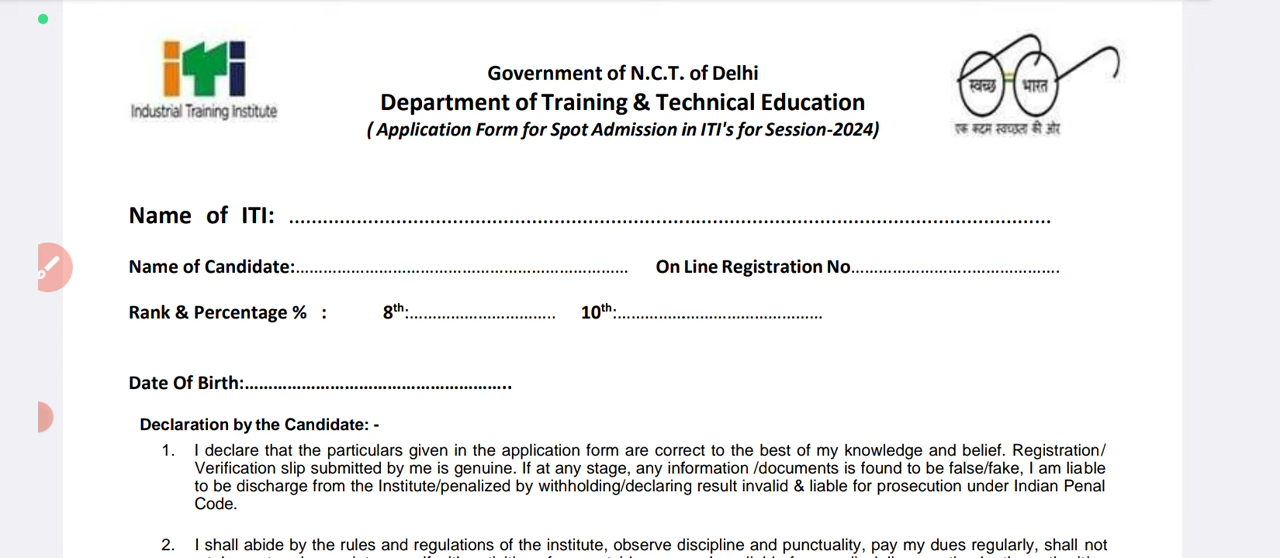 iTi
Industrial Training Institute
Government of N.C.T. of Delhi
Department of Training & Technical Education
( Application Form for Spot Admission in ITI's for Session-2024)
स्वच्छ भारत
एक कदम स्वच्छता की ओर
Name of ITI: ................................................................................................................................
Name of Candidate:.......................................................................... On Line Registration No..............................................
Rank & Percentage % : 8th:................................ 10th:..............................................
Date Of Birth:........................................................
Declaration by the Candidate: -
1. I declare that the particulars given in the application form are correct to the best of my knowledge and belief. Registration/
Verification slip submitted by me is genuine. If at any stage, any information /documents is found to be false/fake, I am liable
to be discharge from the Institute/penalized by withholding/declaring result invalid & liable for prosecution under Indian Penal
Code.
2. I shall abide by the rules and regulations of the institute, observe discipline and punctuality, pay my dues regularly, shall not